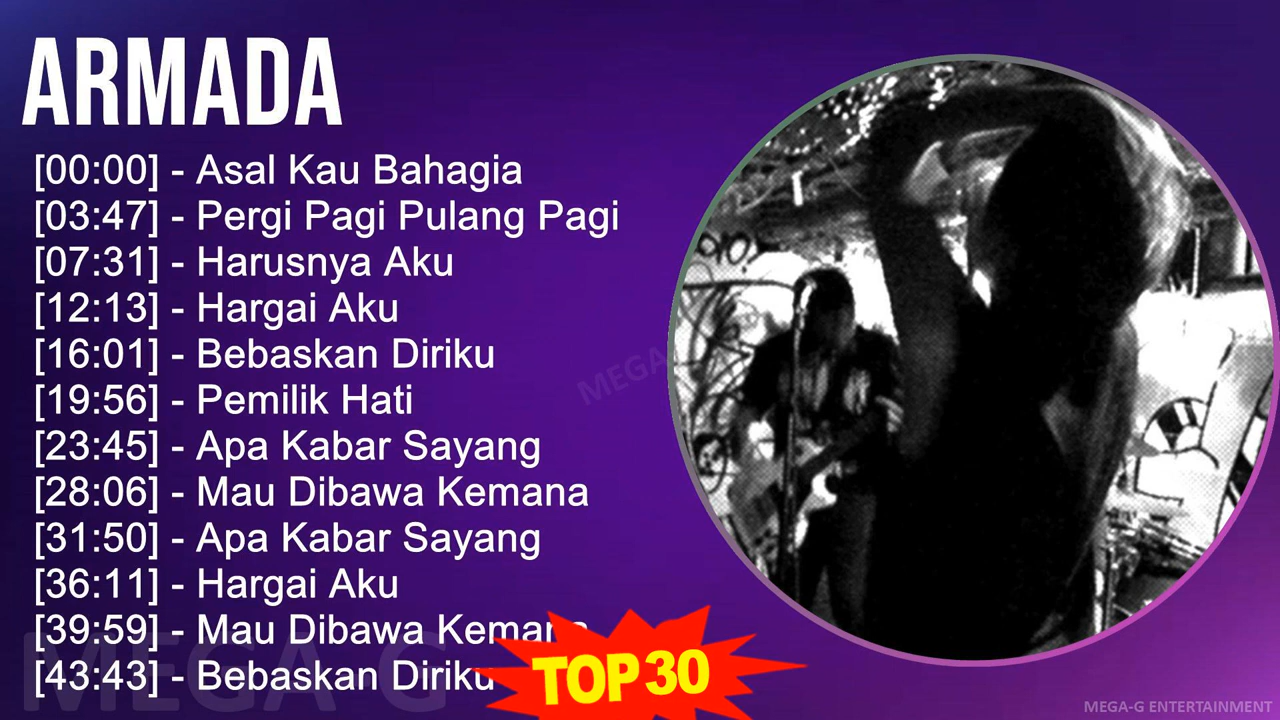 ARMADA
[00:00] - Asal Kau Bahagia
[03:47] - Pergi Pagi Pulang Pagi
[07:31] - Harusnya Aku
[12:13] - Hargai Aku
[16:01] - Bebaskan Diriku
[19:56] - Pemilik Hati
[23:45] - Apa Kabar Sayang
[28:06] - Mau Dibawa Kemana
[31:50] - Apa Kabar Sayang
[36:11] - Hargai Aku
[39:59] - Mau Dibawa Kemana
[43:43] - Bebaskan Diriku
TOP 30
MEGA-G
MEGA
MEGA-G ENTERTAINMENT